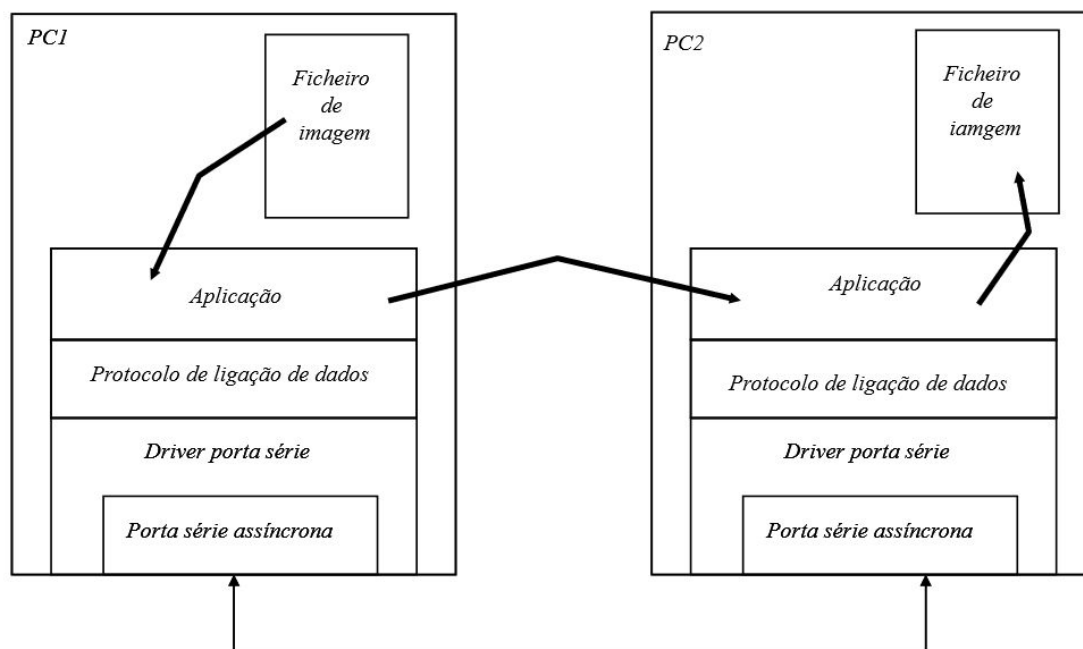 PC1
Ficheiro
de
imagem
Aplicação
Protocolo de ligação de dados
Driver porta série
Porta série assíncrona
PC2
Ficheiro
de
iamgem
Aplicação
Protocolo de ligação de dados
Driver porta série
Porta série assíncrona